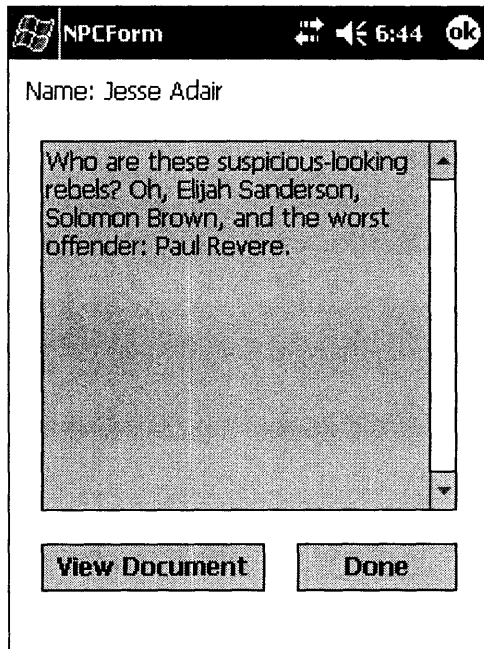 NPCForm 6:44 ok
Name: Jesse Adair
Who are these suspicious-looking
rebels? Oh, Elijah Sanderson,
Solomon Brown, and the worst
offender: Paul Revere.
View Document Done